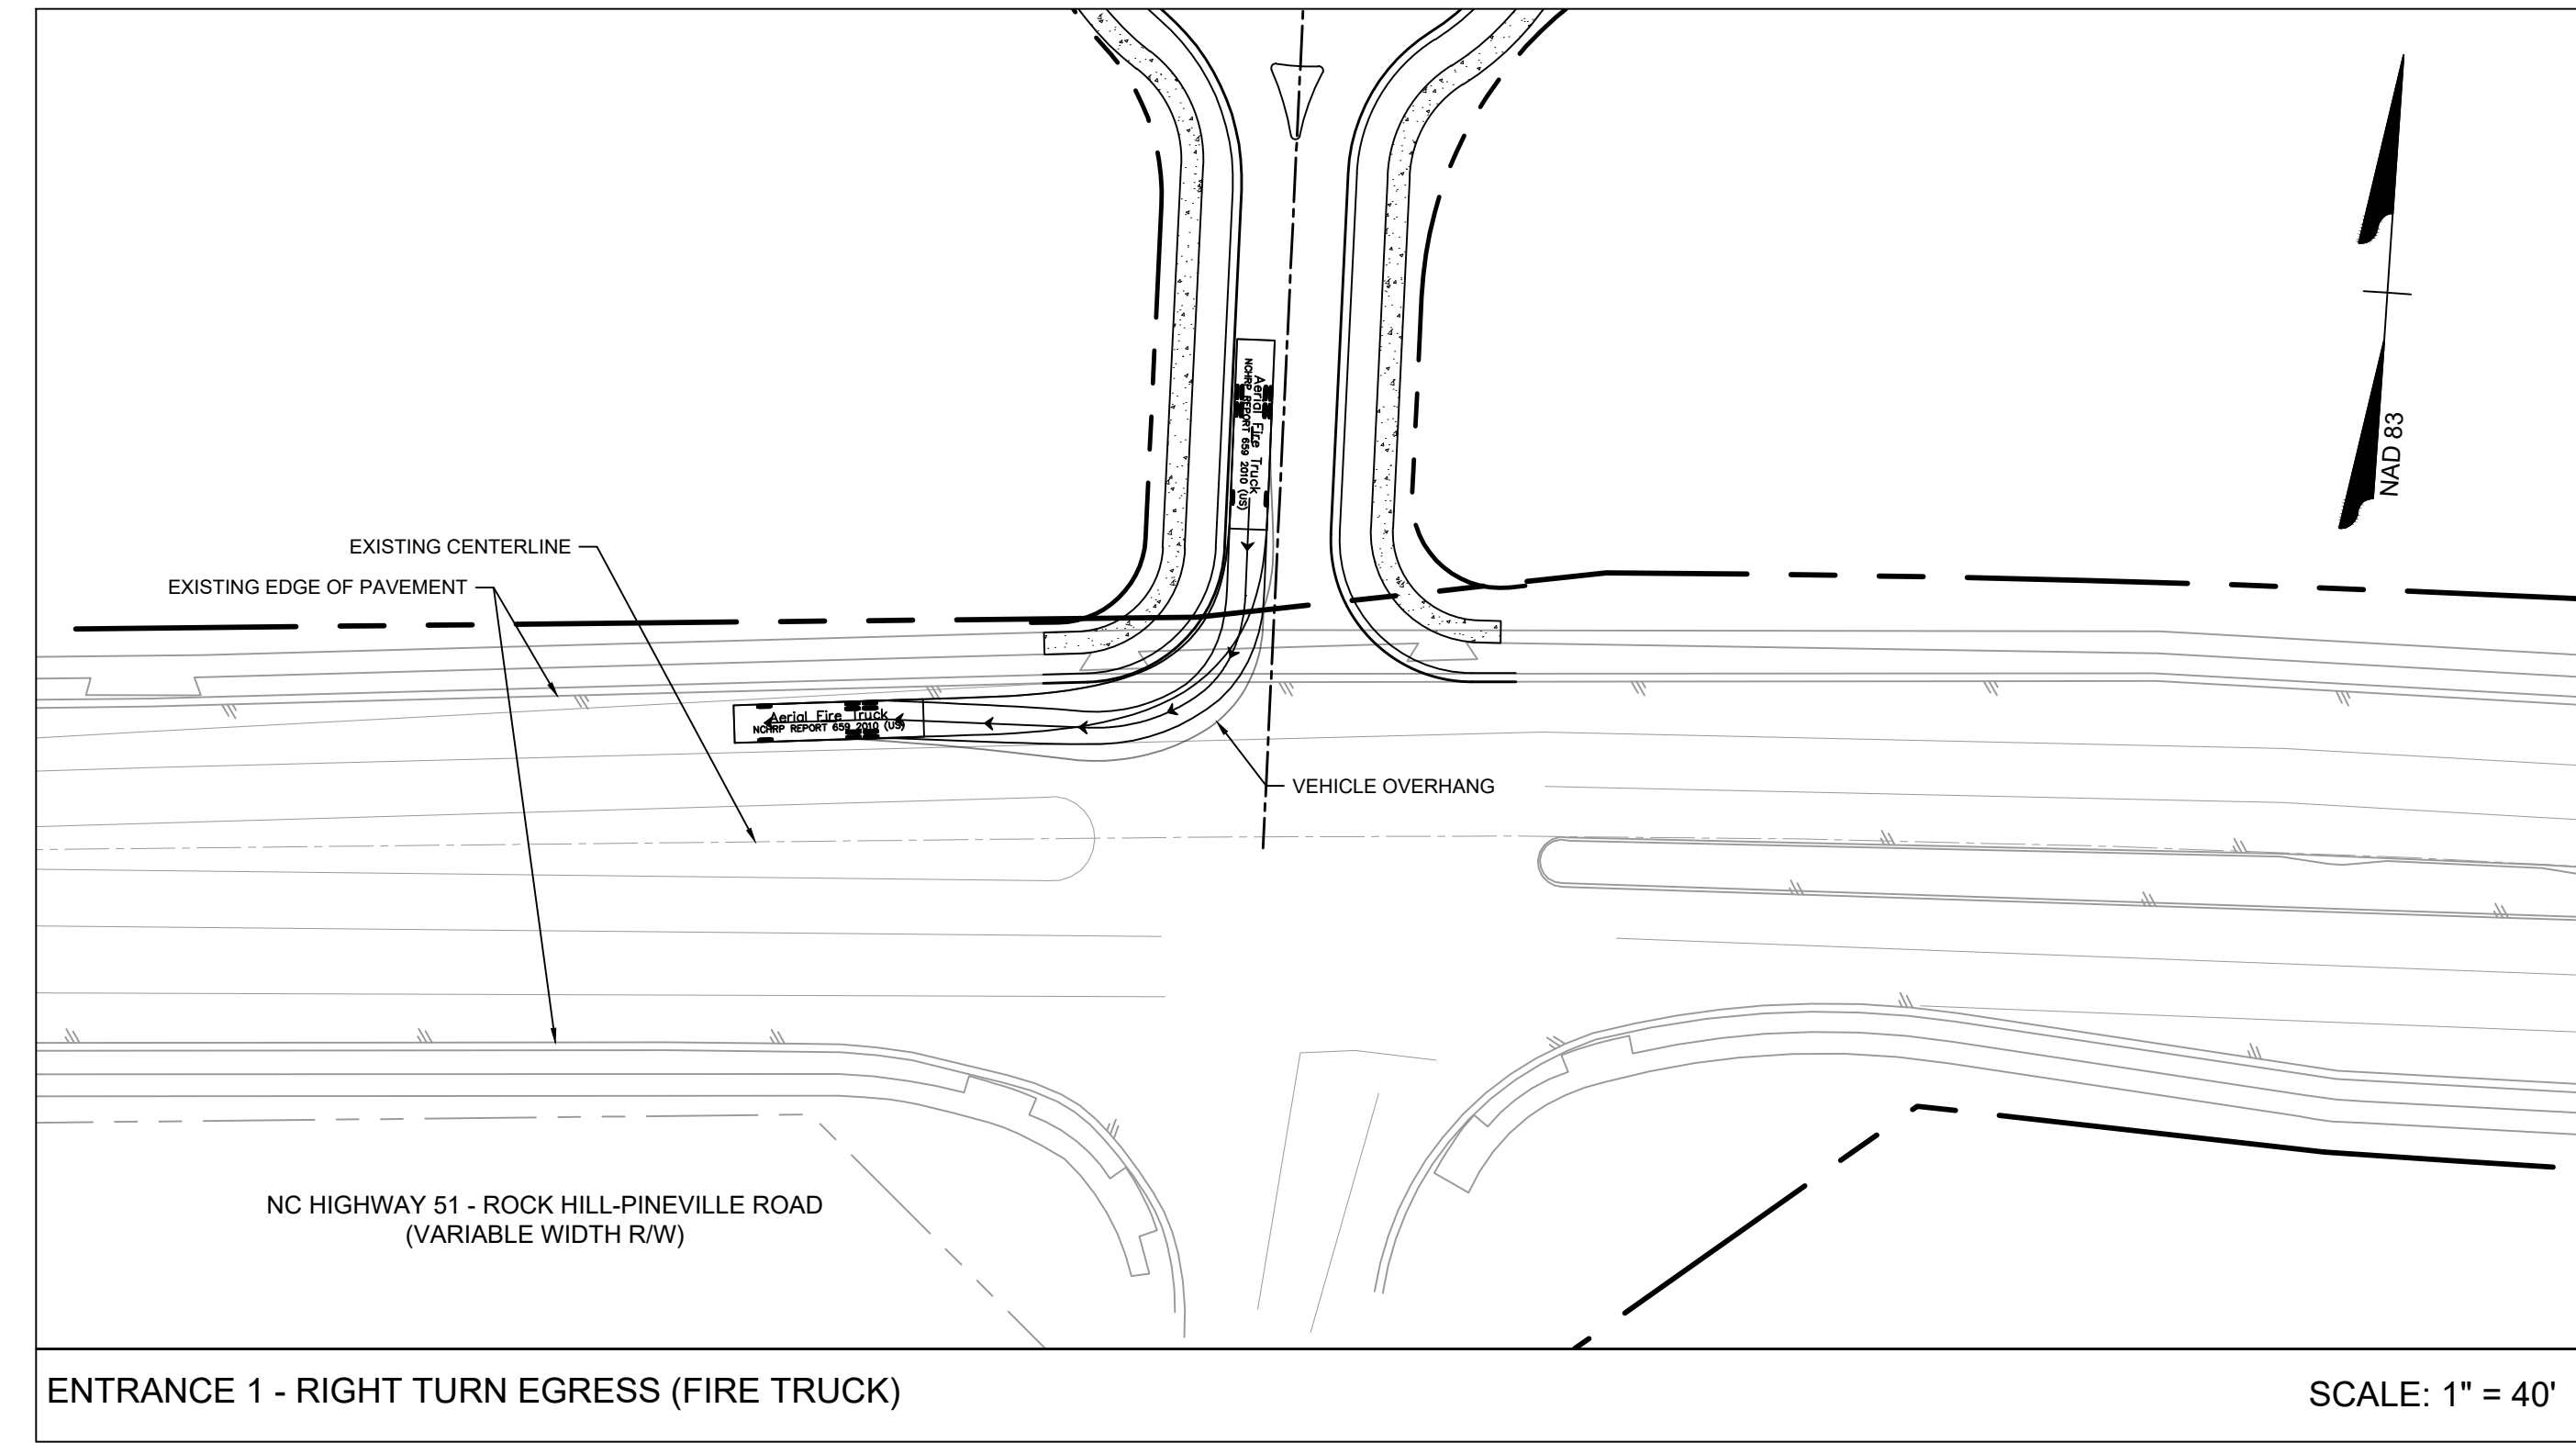 NAD 83
Aerial Fire Truck
NCHRP REPORT 659 2010 (US)
EXISTING CENTERLINE
EXISTING EDGE OF PAVEMENT
Aerial Fire Truck
NCHRP REPORT 659 2010 (US)
VEHICLE OVERHANG
NC HIGHWAY 51 - ROCK HILL-PINEVILLE ROAD
(VARIABLE WIDTH R/W)
ENTRANCE 1 - RIGHT TURN EGRESS (FIRE TRUCK)
SCALE: 1" = 40'